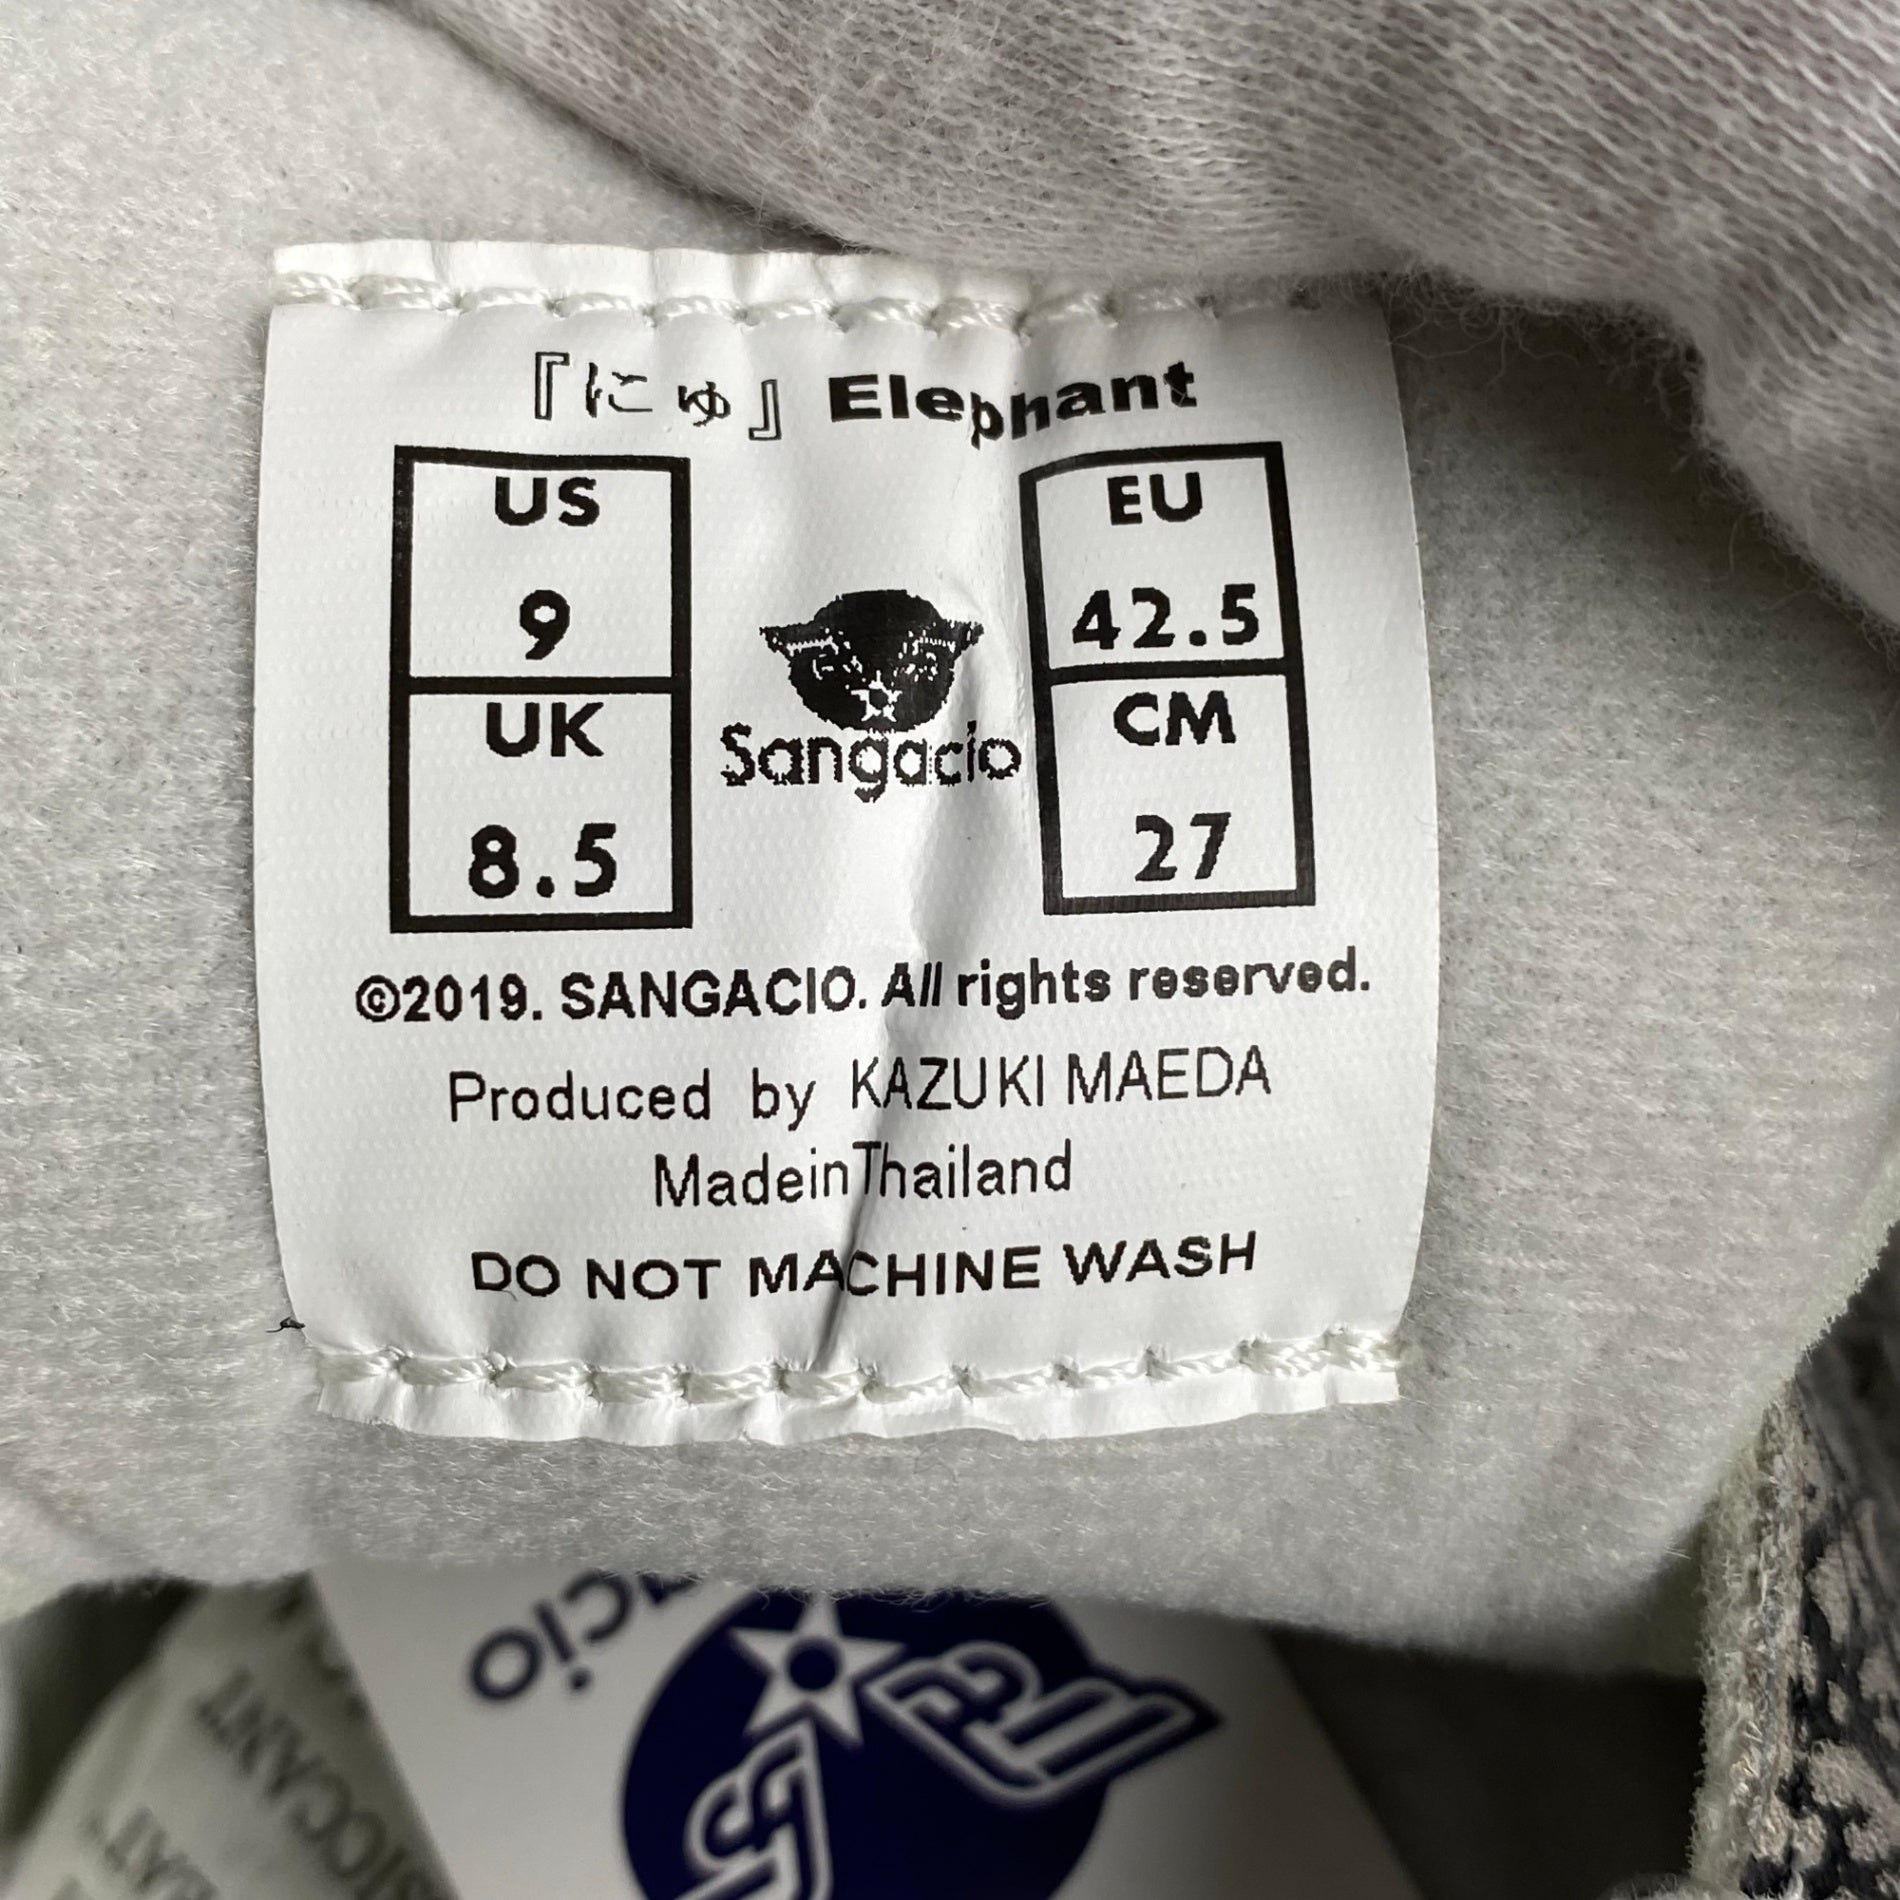 『にゅ』 Elephant
US
9
UK
8.5
Sangacio
EU
42.5
CM
27
©2019. SANGACIO. All rights reserved.
Produced by KAZUKI MAEDA
MadeinThailand
DO NOT MACHINE WASH